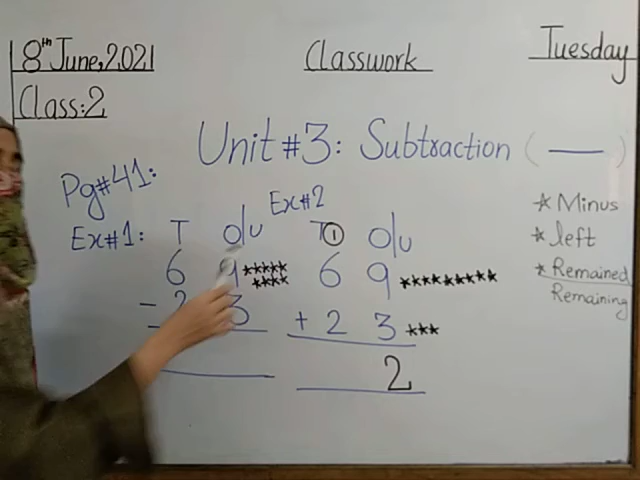 8th June, 2021 Classwork Tuesday
Class:2
Unit #3: Subtraction ( — )
Pg#41:
* Minus
Ex#2
Ex#1: T o/u T ① o/u
* left
6 9 ********* 6 9 *********
* Remained
Remaining
- 2 3 + 2 3 ***
2